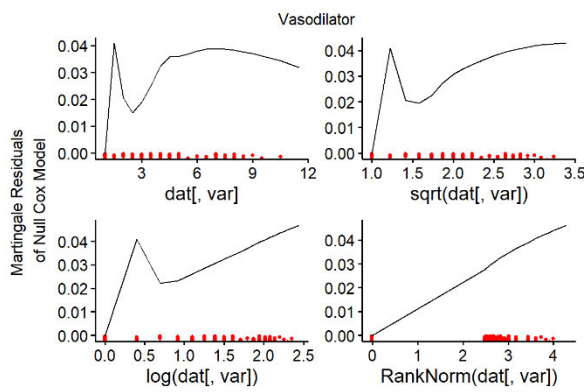 Vasodilator
Martingale Residuals
of Null Cox Model
0.04
0.03
0.02
0.01
0.00
3 6 9 12
dat[, var]
0.04
0.03
0.02
0.01
0.00
1.0 1.5 2.0 2.5 3.0 3.5
sqrt(dat[, var])
0.04
0.03
0.02
0.01
0.00
0.0 0.5 1.0 1.5 2.0 2.5
log(dat[, var])
0.04
0.03
0.02
0.01
0.00
0 1 2 3 4
RankNorm(dat[, var])